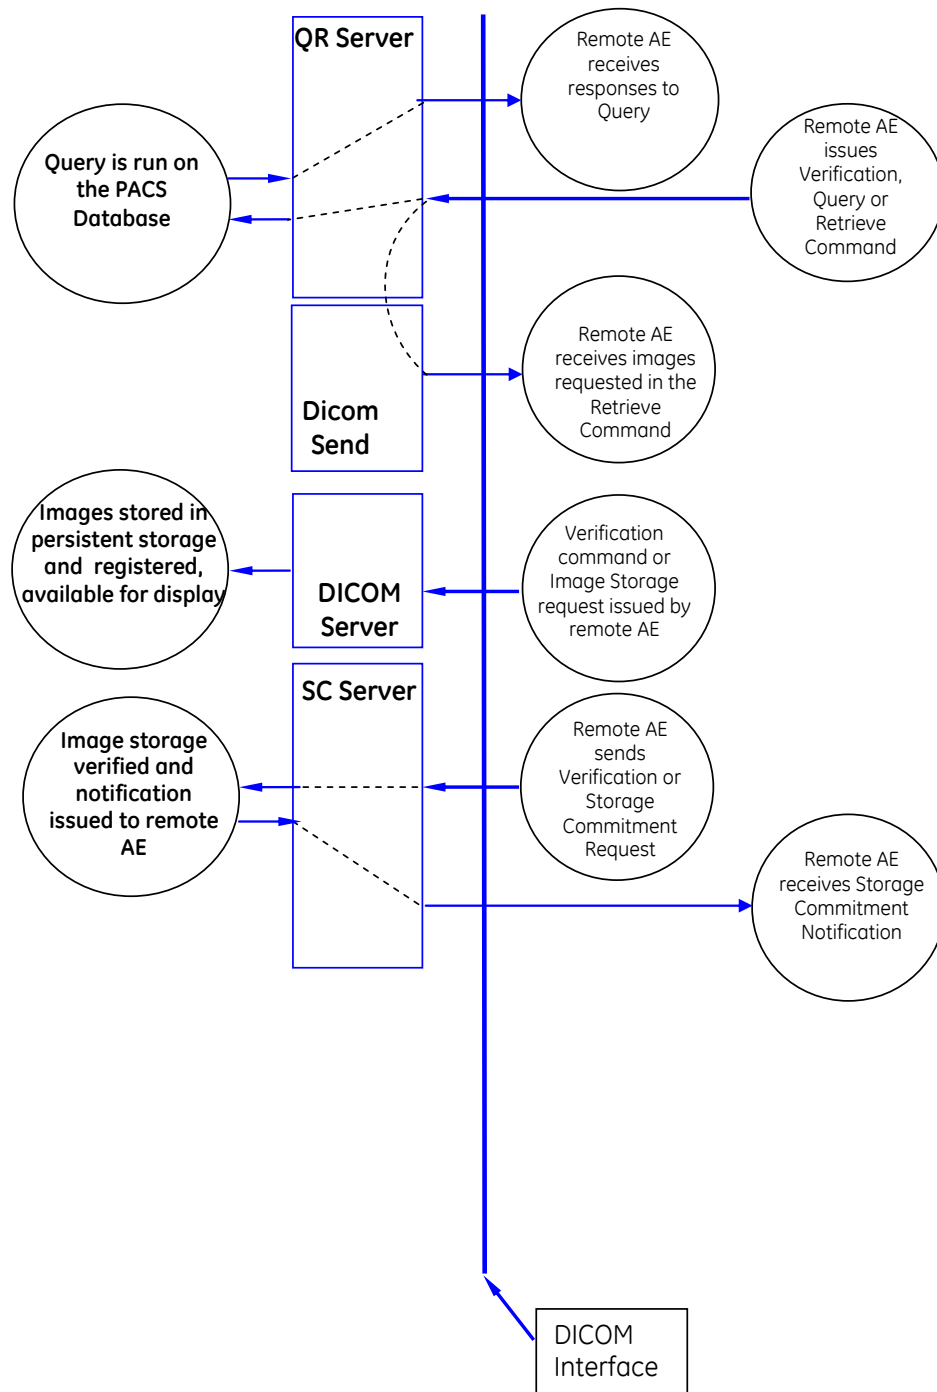 QR Server
Remote AE
receives
responses to
Query
Query is run on
the PACS
Database
Remote AE
issues
Verification,
Query or
Retrieve
Command
Dicom
Send
Remote AE
receives images
requested in the
Retrieve
Command
Images stored in
persistent storage
and registered,
available for display
DICOM
Server
Verification
command or
Image Storage
request issued by
remote AE
SC Server
Image storage
verified and
notification
issued to remote
AE
Remote AE
sends
Verification or
Storage
Commitment
Request
Remote AE
receives Storage
Commitment
Notification
DICOM
Interface